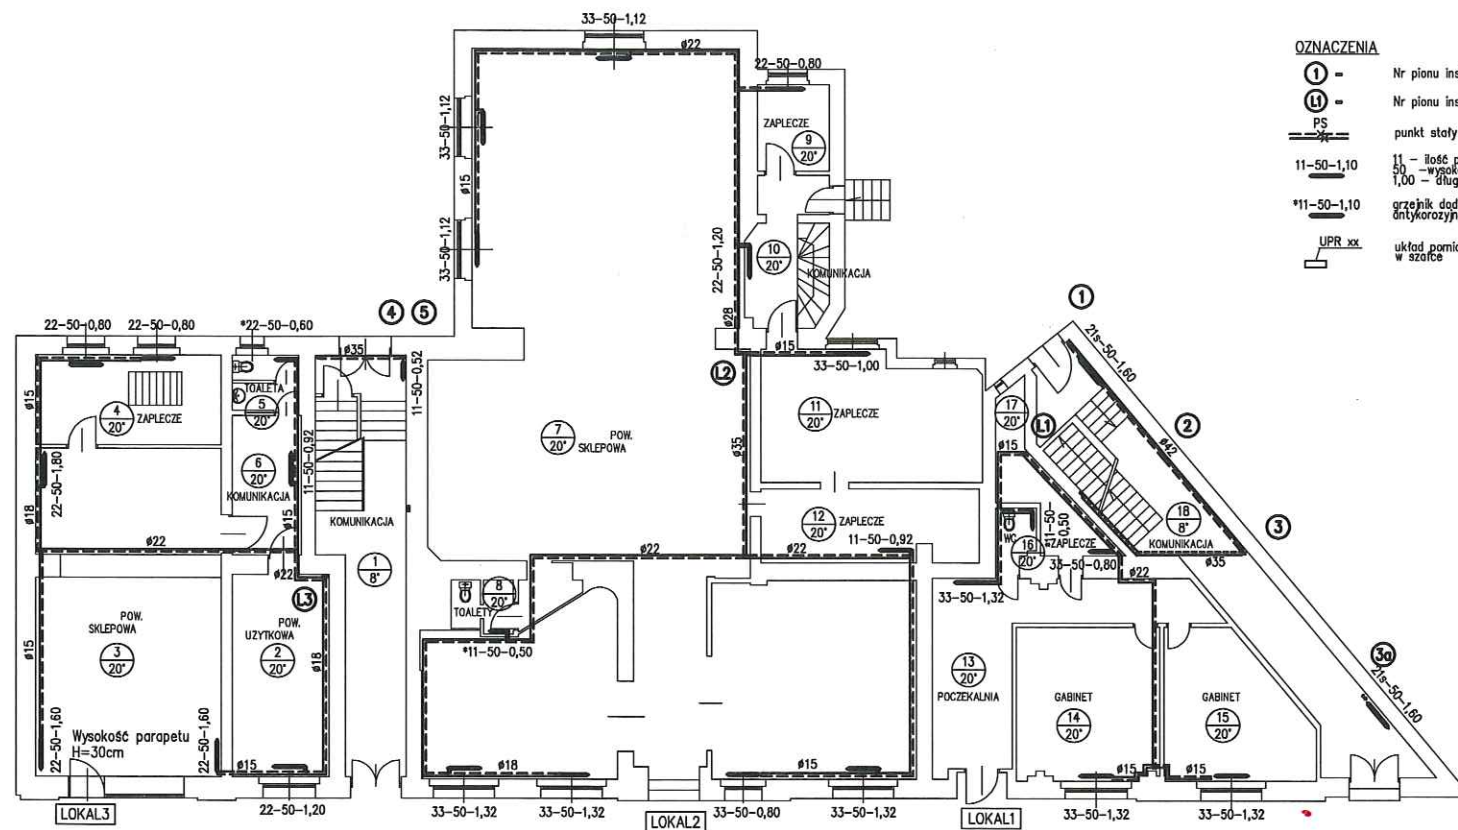 33-50-1,12
ø22
22-50-0,80
33-50-1,12
ø15
33-50-1,12
ZAPLECZE
9
20°
22-50-1,20
10
20°
KOMUNIKACJA
ø28
ø15
33-50-1,00
OZNACZENIA
1 - Nr pionu ins
L1 - Nr pionu ins
PS
punkt stały
11-50-1,10
11 - ilość p
50 - wysok
1,00 - dług
*11-50-1,10
grzejnik dod
antykorozyjn
UPR xx
układ pomia
w szafce
4
5
22-50-0,80
22-50-0,80
*22-50-0,60
ø35
11-50-0,52
ø15
4
20°
ZAPLECZE
TOALETA
5
20°
6
20°
KOMUNIKACJA
11-50-0,92
22-50-1,80
ø18
ø15
ø22
KOMUNIKACJA
1
8°
ø22
L3
7
20°
POW.
SKLEPOWA
L2
ø35
11
20°
ZAPLECZE
12
20°
ZAPLECZE
11-50-0,92
ø22
ø22
8
20°
TOALETY
*11-50-0,50
1
21s-50-1,60
17
20°
L1
ø15
2
ø42
3
18
8°
KOMUNIKACJA
ø35
WC
16
20°
11-50-0,50
ZAPLECZE
33-50-0,80
ø22
33-50-1,32
3a
21s-50-1,60
POW.
SKLEPOWA
3
20°
ø15
POW.
UZYTKOWA
2
20°
ø18
22-50-1,60
Wysokość parapetu
H=30cm
22-50-1,60
ø15
13
20°
POCZEKALNIA
GABINET
14
20°
GABINET
15
20°
ø18
ø15
ø15
ø15
LOKAL3
22-50-1,20
33-50-1,32
33-50-1,32
LOKAL2
33-50-0,80
33-50-1,32
LOKAL1
33-50-1,32
33-50-1,32